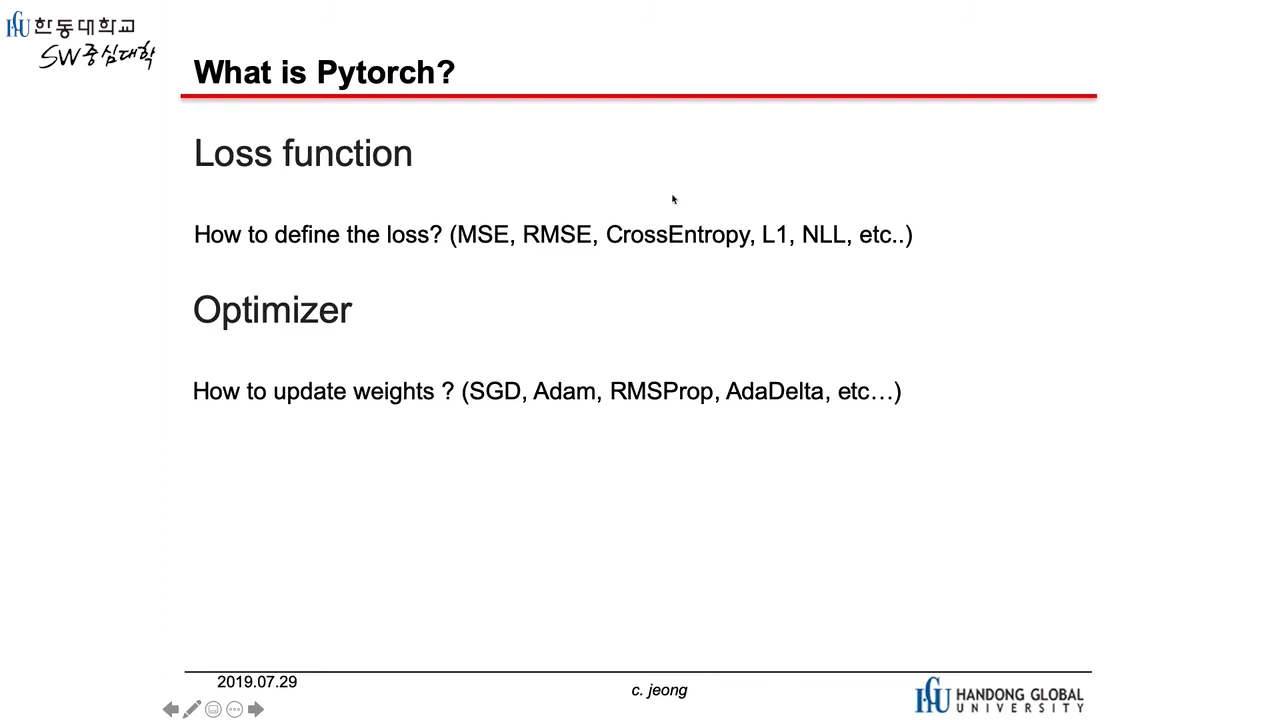 한동대학교
SW중심대학
What is Pytorch?
Loss function
How to define the loss? (MSE, RMSE, CrossEntropy, L1, NLL, etc..)
Optimizer
How to update weights ? (SGD, Adam, RMSProp, AdaDelta, etc…)
2019.07.29
c. jeong
HGU HANDONG GLOBAL
UNIVERSITY